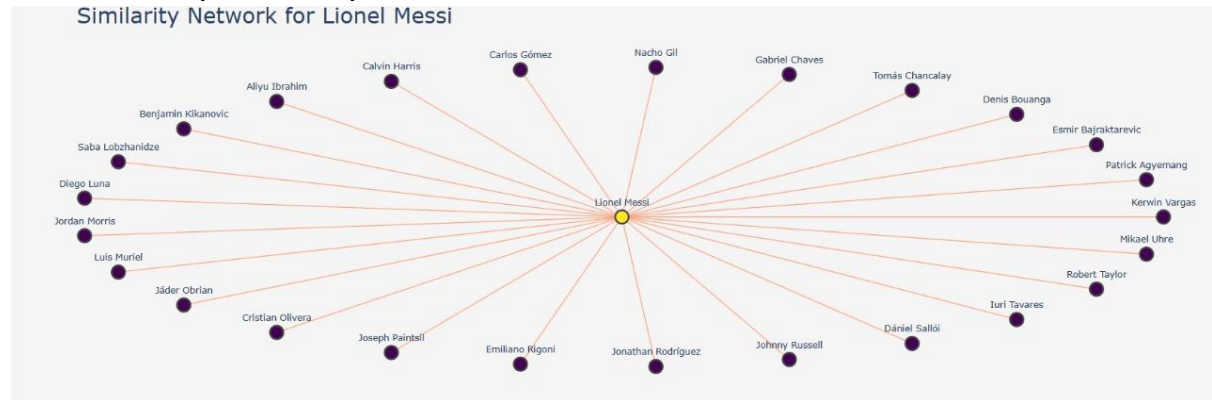 Similarity Network for Lionel Messi
Nacho Gil
Carlos Gómez
Gabriel Chaves
Calvin Harris
Tomás Chancalay
Aliyu Ibrahim
Denis Bouanga
Benjamin Kikanovic
Esmir Bajraktarevic
Saba Lobzhanidze
Patrick Agyemang
Diego Luna
Lionel Messi
Kerwin Vargas
Jordan Morris
Mikael Uhre
Luis Muriel
Robert Taylor
Jáder Obrian
Iuri Tavares
Cristian Olivera
Dániel Sallói
Joseph Paintsil
Johnny Russell
Emiliano Rigoni
Jonathan Rodríguez